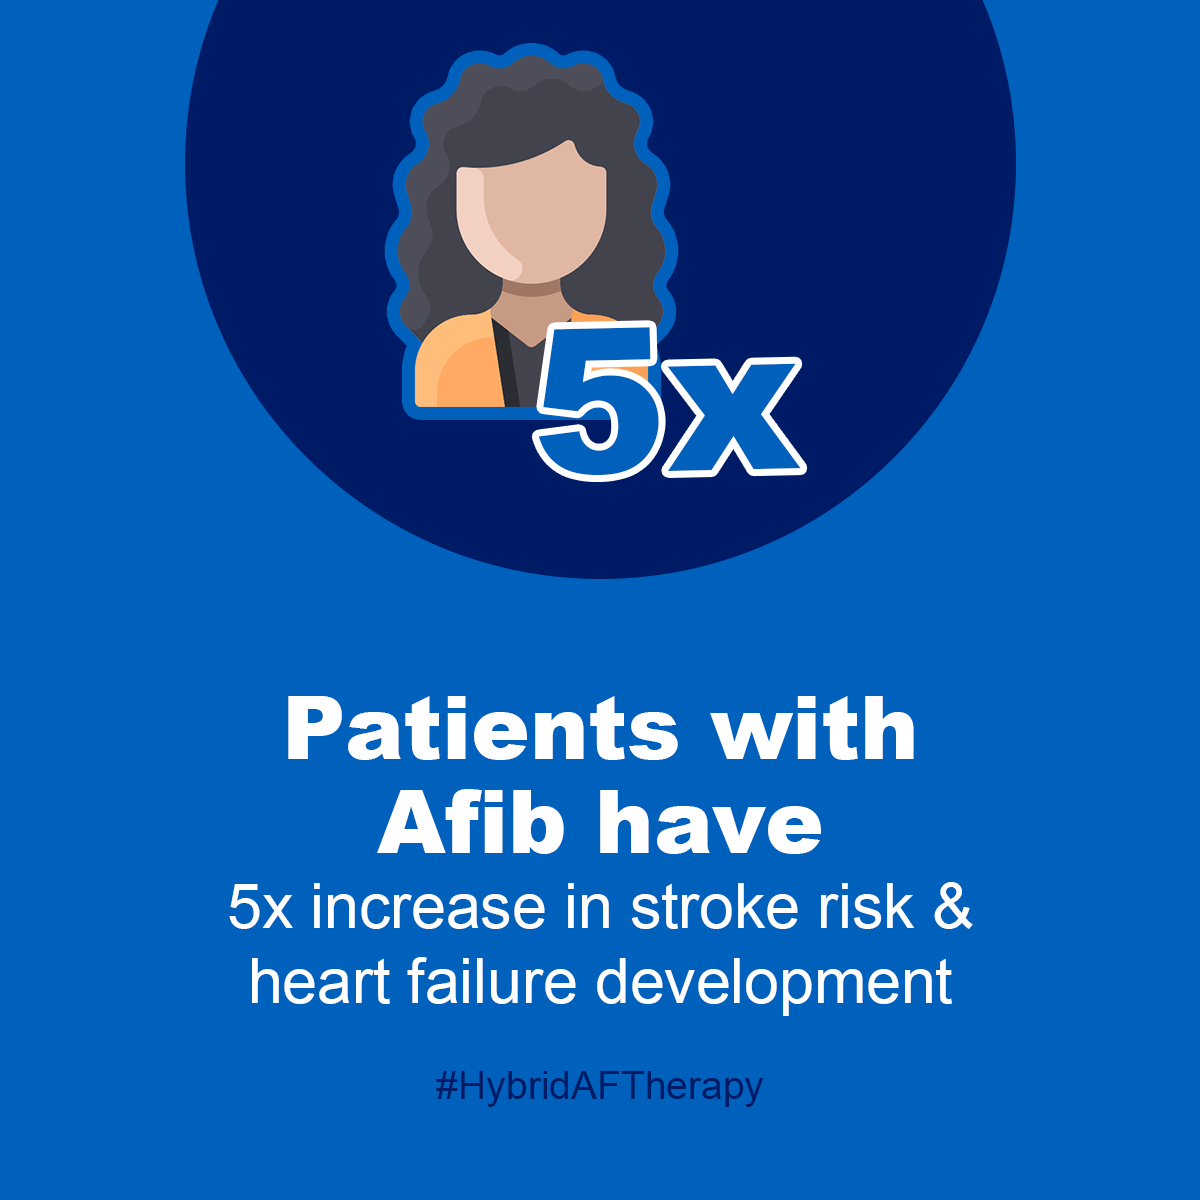 5x
Patients with
Afib have
5x increase in stroke risk &
heart failure development
#HybridAFTherapy